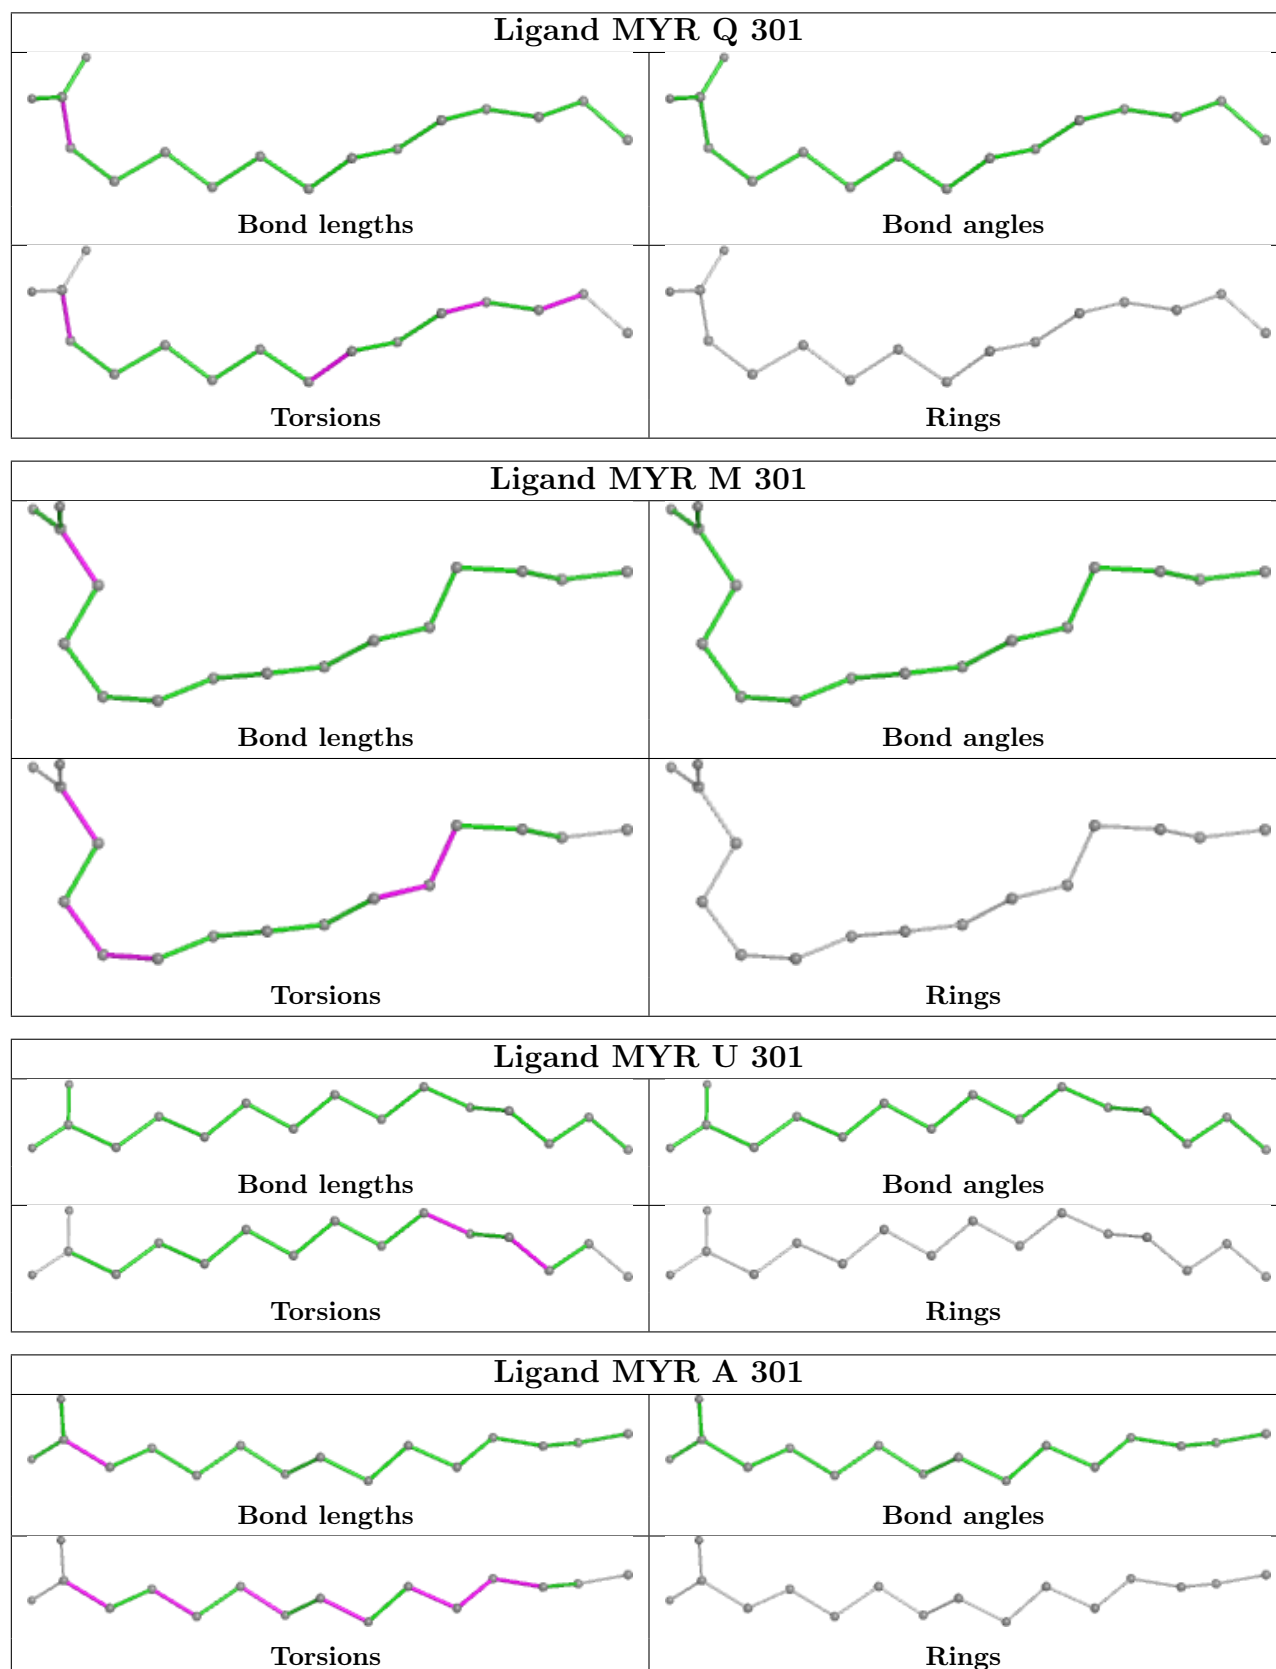 Ligand MYR Q 301
Bond lengths
Bond angles
Torsions
Rings
Ligand MYR M 301
Bond lengths
Bond angles
Torsions
Rings
Ligand MYR U 301
Bond lengths
Bond angles
Torsions
Rings
Ligand MYR A 301
Bond lengths
Bond angles
Torsions
Rings